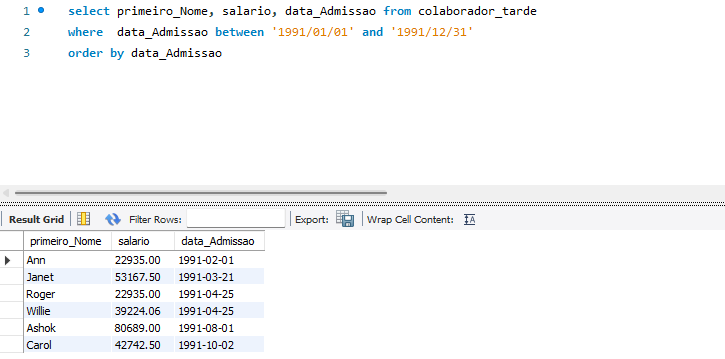 1 select primeiro_Nome, salario, data_Admissao from colaborador_tarde
2 where  data_Admissao between '1991/01/01' and '1991/12/31'
3 order by data_Admissao
Result Grid Filter Rows: Export: Wrap Cell Content:
primeiro_Nome salario data_Admissao
Ann 22935.00 1991-02-01
Janet 53167.50 1991-03-21
Roger 22935.00 1991-04-25
Willie 39224.06 1991-04-25
Ashok 80689.00 1991-08-01
Carol 42742.50 1991-10-02